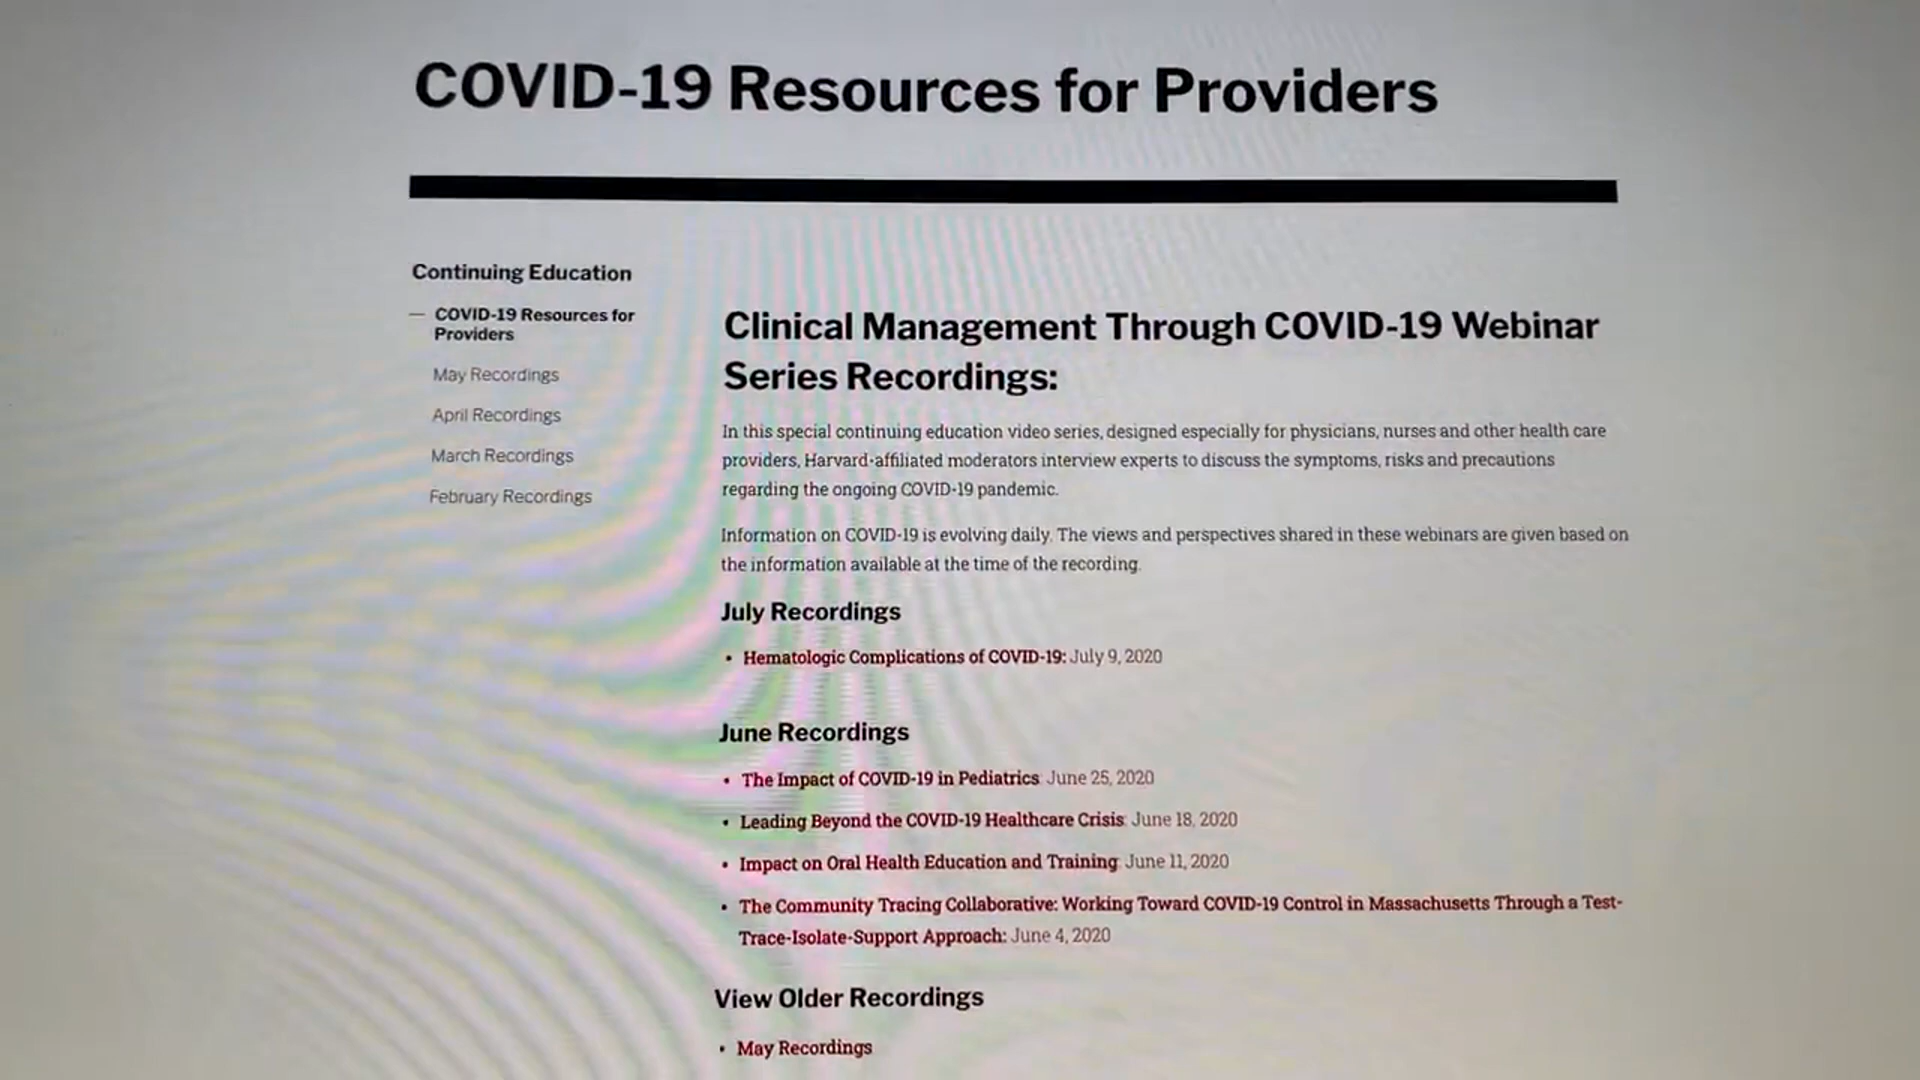 COVID-19 Resources for Providers
Continuing Education
— COVID-19 Resources for
Providers
May Recordings
April Recordings
March Recordings
February Recordings
Clinical Management Through COVID-19 Webinar
Series Recordings:
In this special continuing education video series, designed especially for physicians, nurses and other health care
providers, Harvard-affiliated moderators interview experts to discuss the symptoms, risks and precautions
regarding the ongoing COVID-19 pandemic.
Information on COVID-19 is evolving daily. The views and perspectives shared in these webinars are given based on
the information available at the time of the recording.
July Recordings
• Hematologic Complications of COVID-19: July 9, 2020
June Recordings
• The Impact of COVID-19 in Pediatrics: June 25, 2020
• Leading Beyond the COVID-19 Healthcare Crisis: June 18, 2020
• Impact on Oral Health Education and Training: June 11, 2020
• The Community Tracing Collaborative: Working Toward COVID-19 Control in Massachusetts Through a Test-
Trace-Isolate-Support Approach: June 4, 2020
View Older Recordings
• May Recordings